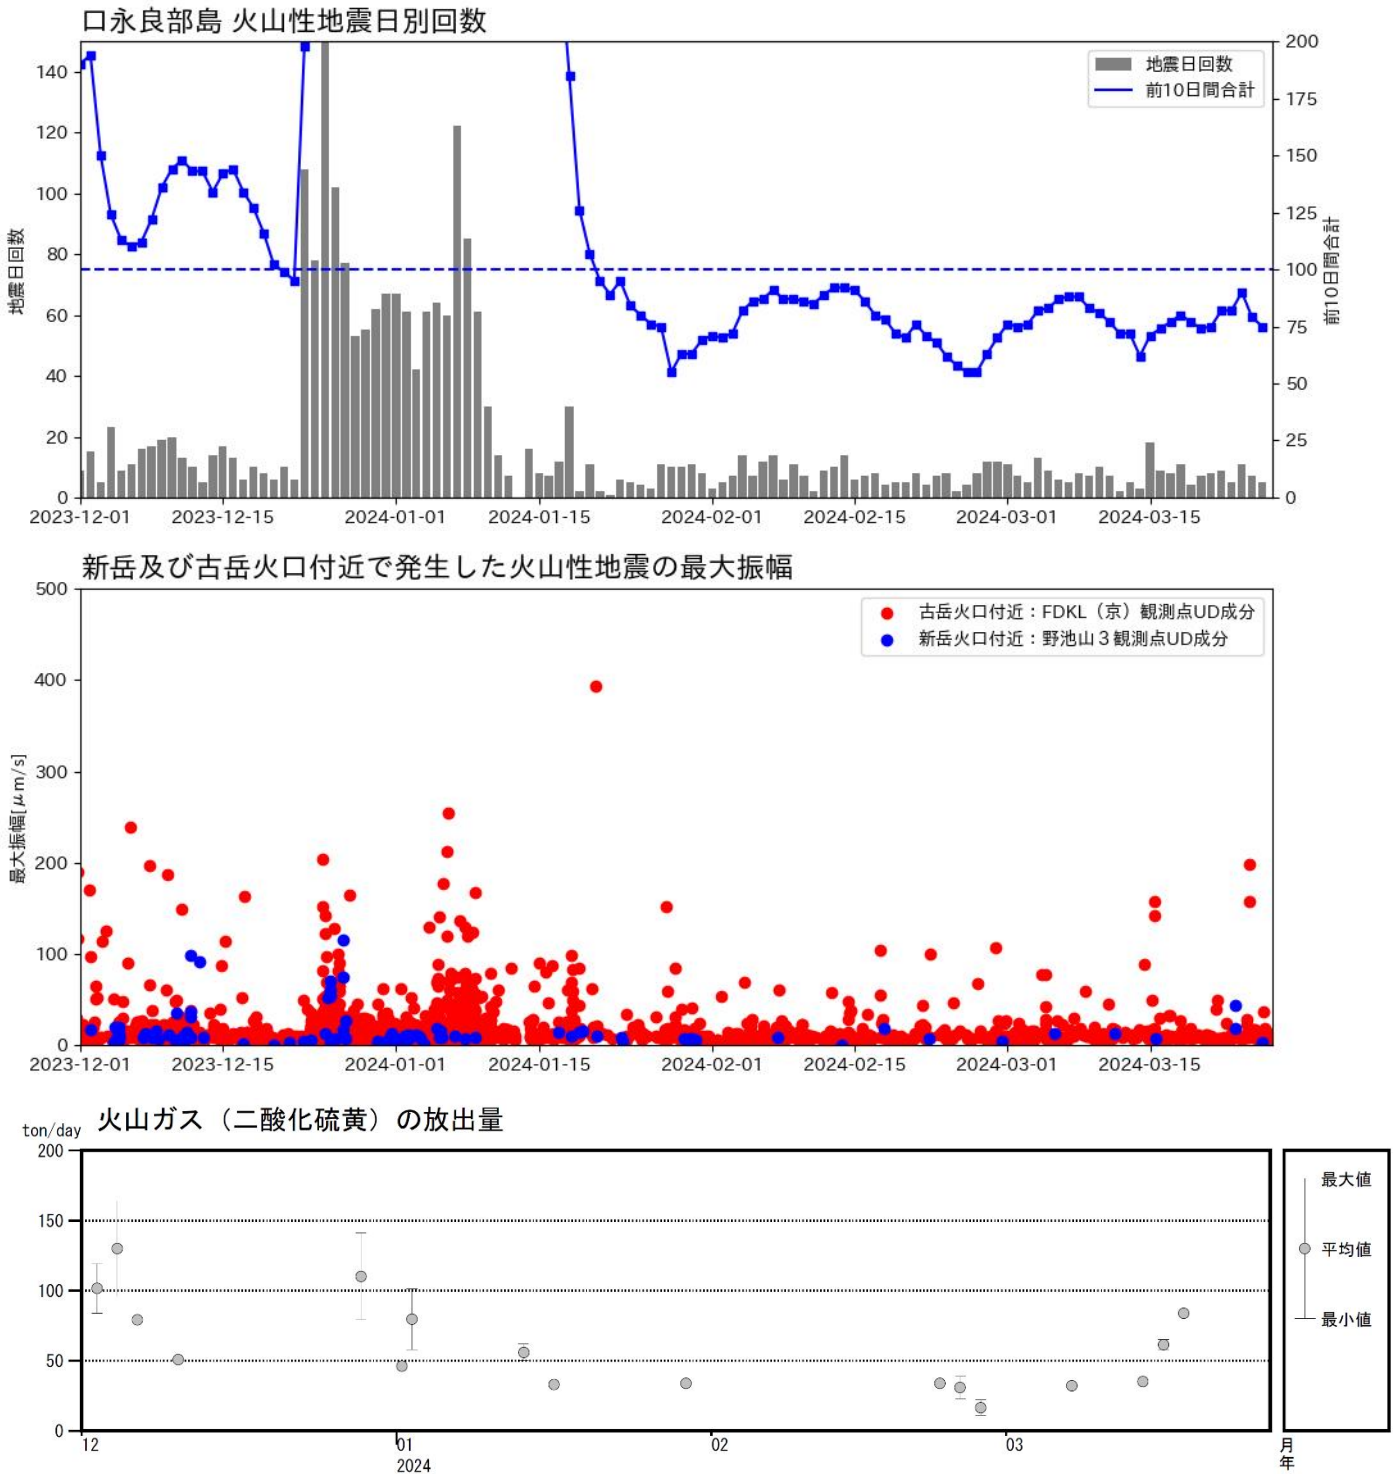 口永良部島 火山性地震日別回数
地震日回数
前10日間合計
地震日回数
140
120
100
80
60
40
20
0
200
175
150
125
100
75
50
25
0
前10日間合計
2023-12-01 2023-12-15 2024-01-01 2024-01-15 2024-02-01 2024-02-15 2024-03-01 2024-03-15
新岳及び古岳火口付近で発生した火山性地震の最大振幅
古岳火口付近：FDKL（京）観測点UD成分
新岳火口付近：野池山３観測点UD成分
最大振幅[μm/s]
500
400
300
200
100
0
2023-12-01 2023-12-15 2024-01-01 2024-01-15 2024-02-01 2024-02-15 2024-03-01 2024-03-15
火山ガス（二酸化硫黄）の放出量
ton/day
200
150
100
50
0
最大値
平均値
最小値
12 01 02 03 月
2024 年